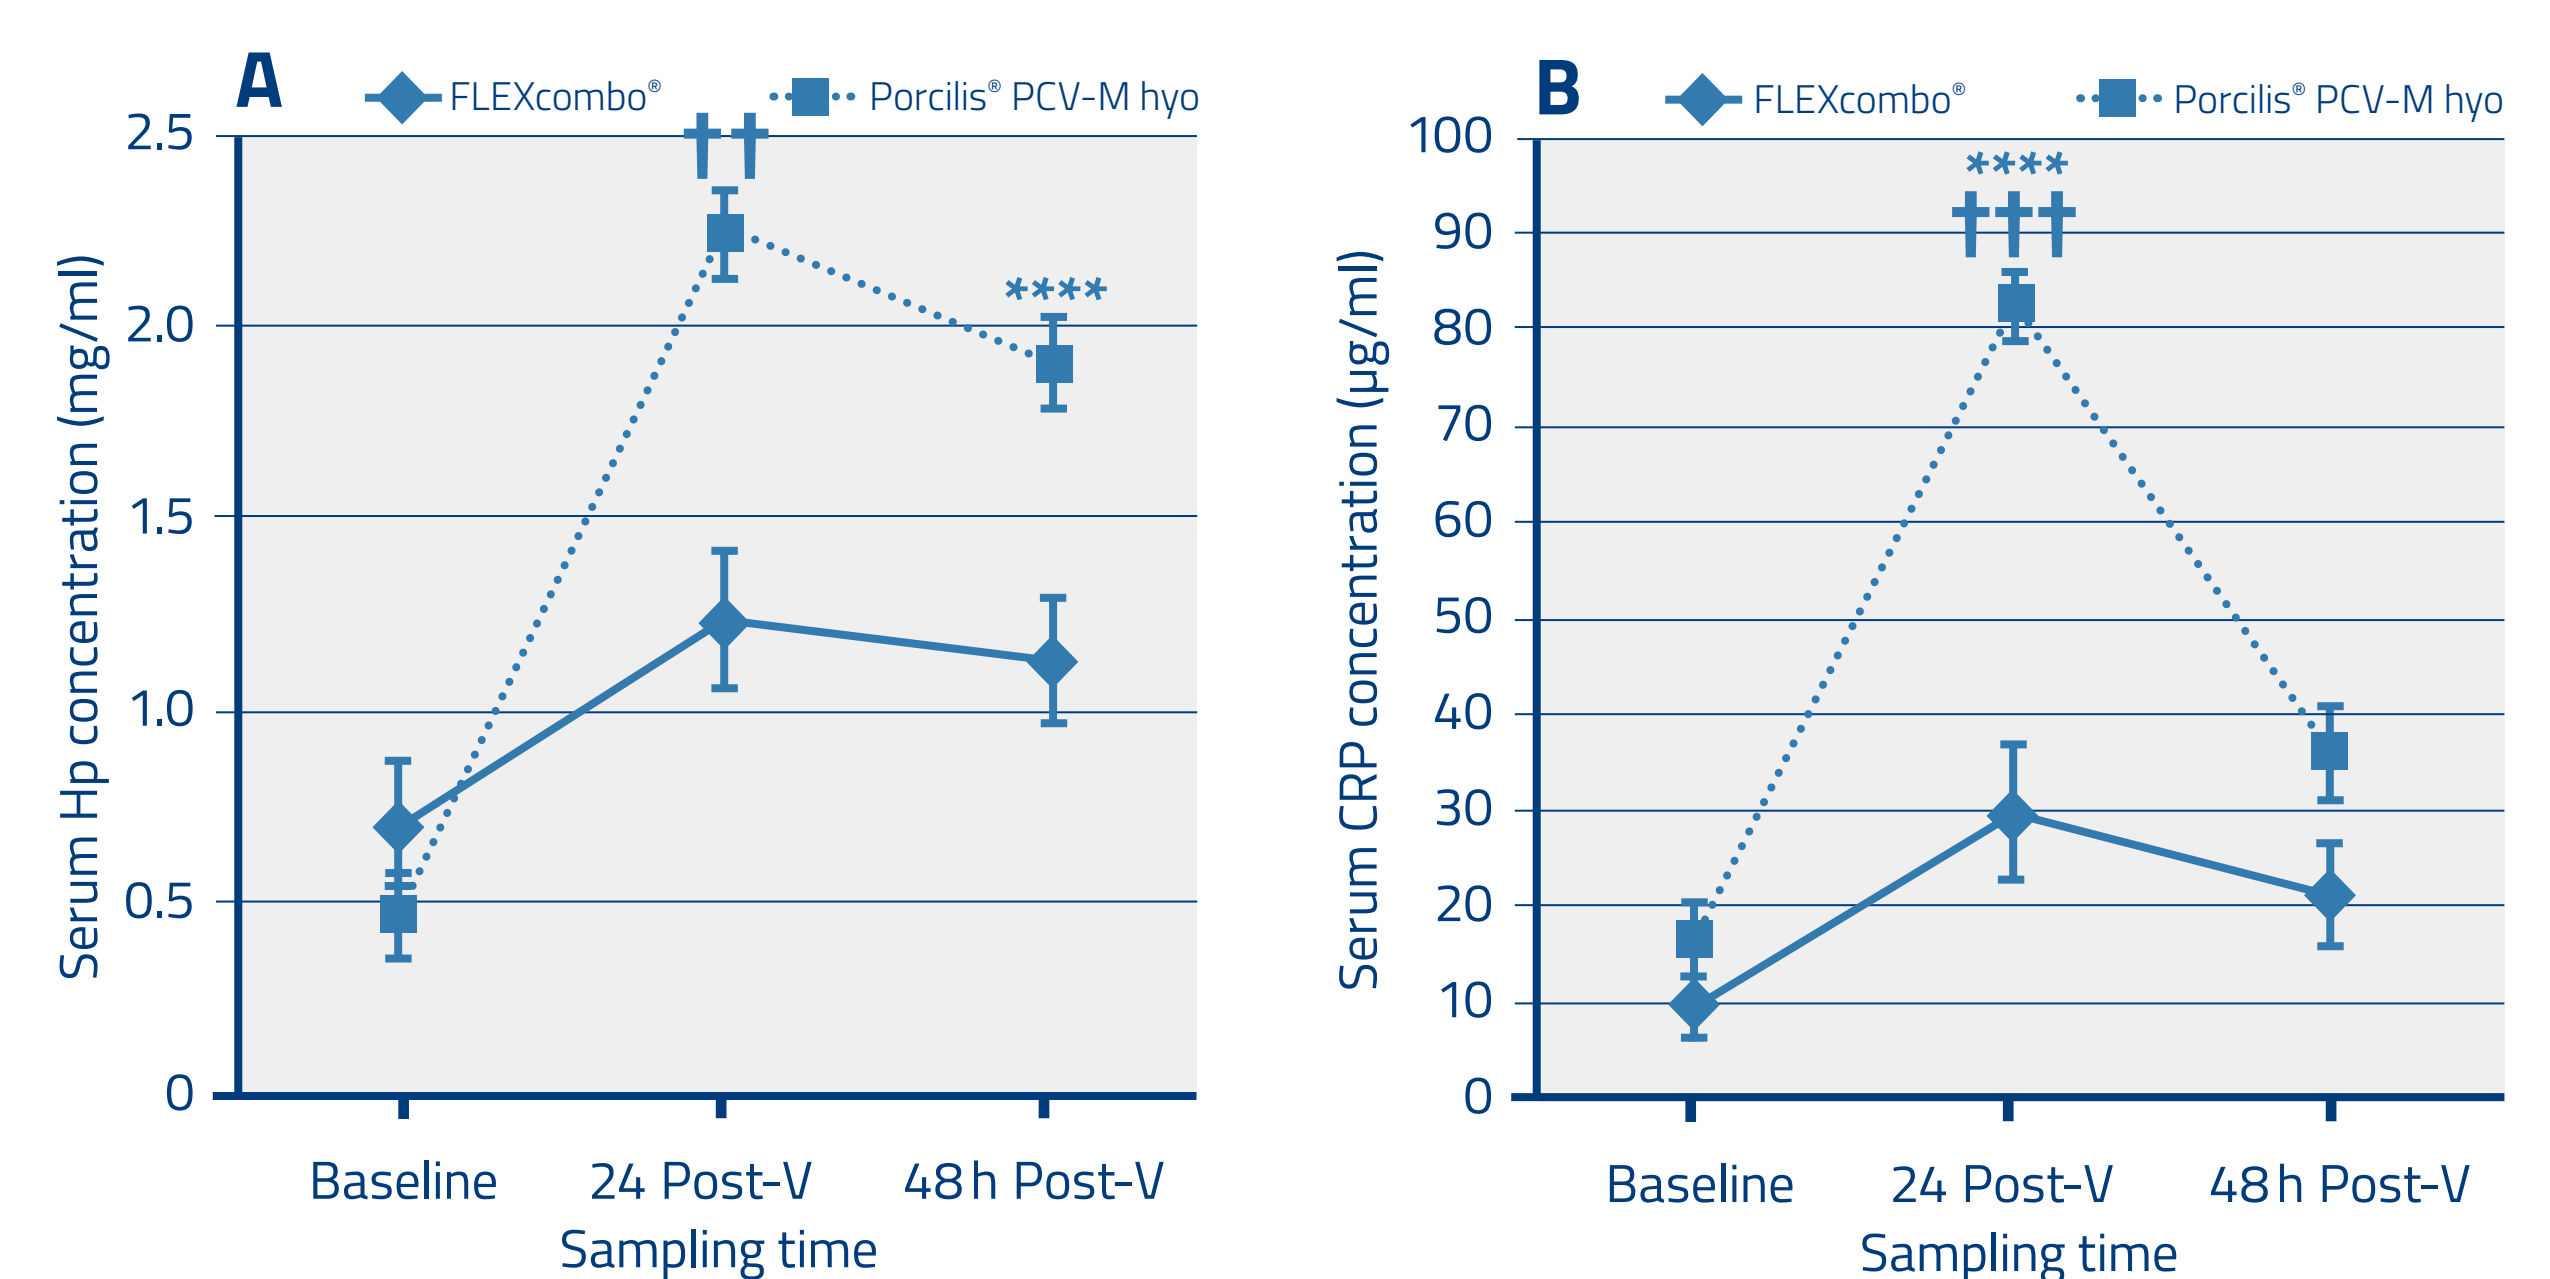 A
FLEXcombo® Porcilis® PCV-M hyo
††
****
Serum Hp concentration (mg/ml)
2.5
2.0
1.5
1.0
0.5
0
Baseline 24 Post-V 48h Post-V
Sampling time
B
FLEXcombo® Porcilis® PCV-M hyo
****
†††
Serum CRP concentration (µg/ml)
100
90
80
70
60
50
40
30
20
10
0
Baseline 24 Post-V 48h Post-V
Sampling time